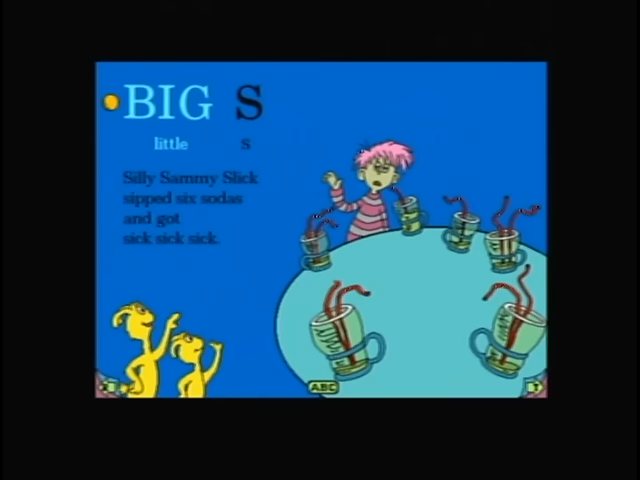 BIG S
little s
Silly Sammy Slick
sipped six sodas
and got
sick sick sick.
ABC